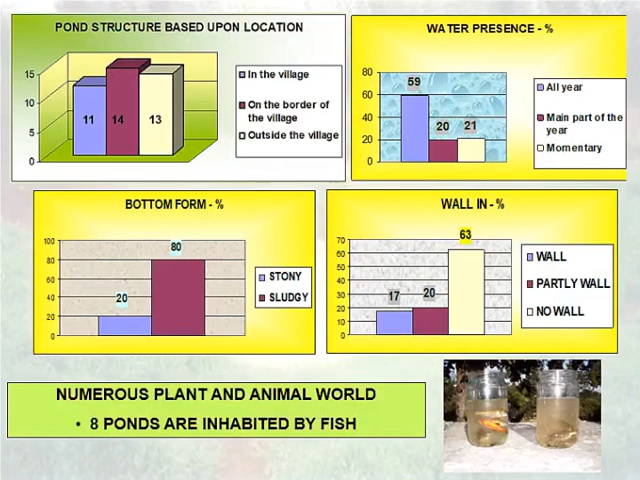 POND STRUCTURE BASED UPON LOCATION
15
10
5
0
11
14
13
In the village
On the border of
the village
Outside the village
WATER PRESENCE - %
80
60
40
20
0
59
20
21
All year
Main part of the
year
Momentary
BOTTOM FORM - %
100
80
60
40
20
0
20
80
STONY
SLUDGY
WALL IN - %
70
60
50
40
30
20
10
0
17
20
63
WALL
PARTLY WALL
NO WALL
NUMEROUS PLANT AND ANIMAL WORLD
• 8 PONDS ARE INHABITED BY FISH